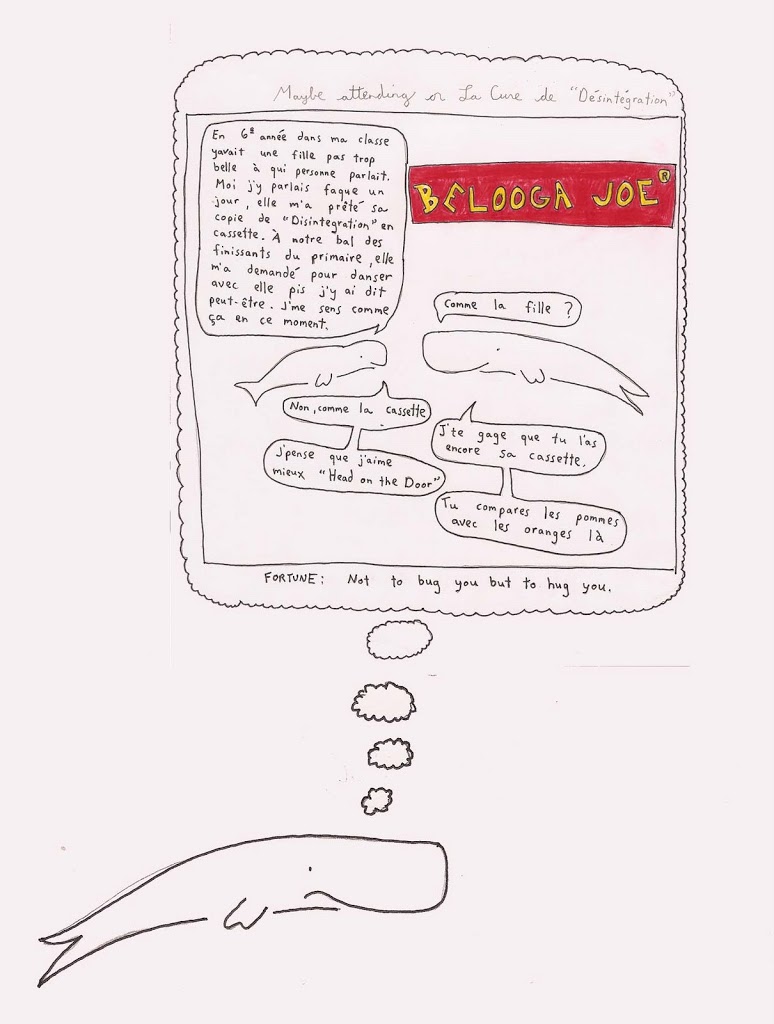 Maybe attending or La Cure de "Désintégration"
En 6e année dans ma classe
yavait une fille pas trop
belle à qui personne parlait.
Moi j'y parlais faque un
jour, elle m'a prêté sa
copie de "Disintegration" en
cassette. À notre bal des
finissants du primaire, elle
m'a demandé pour danser
avec elle pis j'y ai dit
peut-être. J'me sens comme
ça en ce moment.
BELOOGA JOE®
Comme la fille ?
Non, comme la cassette
J'pense que j'aime
mieux "Head on the Door"
J'te gage que tu l'as
encore sa cassette.
Tu compares les pommes
avec les oranges là
FORTUNE: Not to bug you but to hug you.